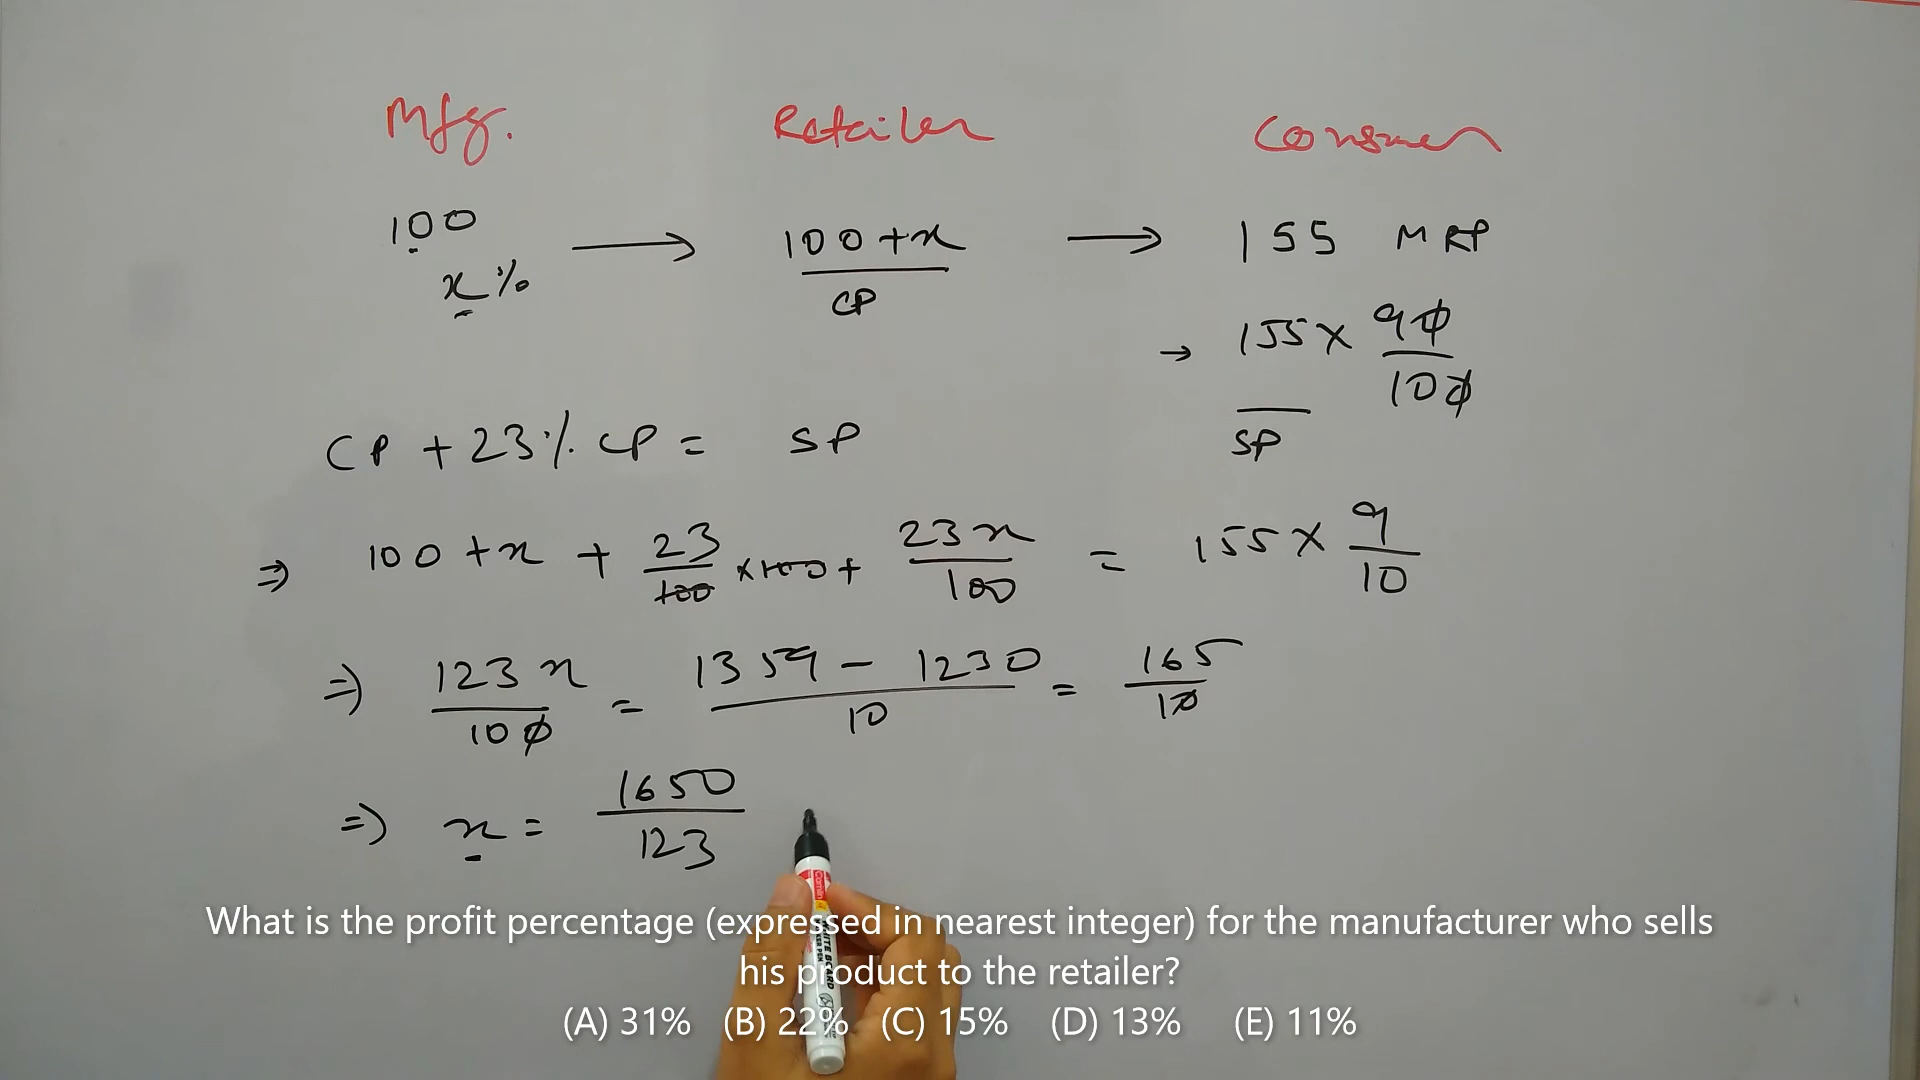 Mfg. Retailer Consumer
100 → 100+x → 155 MRP
x% CP → 155 × 90/100
SP
CP + 23% CP = SP
⇒ 100 + x + 23/100 × 100 + 23x/100 = 155 × 9/10
⇒ 123x/100 = 1359 - 1230/10 = 165/10
⇒ x = 1650/123
What is the profit percentage (expressed in nearest integer) for the manufacturer who sells
his product to the retailer?
(A) 31% (B) 22% (C) 15% (D) 13% (E) 11%